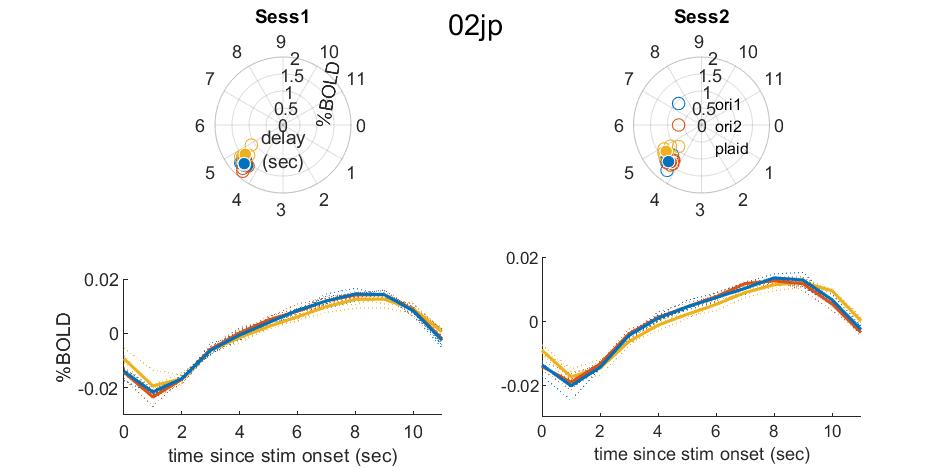 02jp
Sess1
9
8 10
2
7 11
1.5
1
0.5
%BOLD
6 0 0
delay
(sec)
5 1
4 2
3
Sess2
9
8 10
2
7 11
1.5
1
0.5 ori1
6 0 ori2 0
plaid
5 1
4 2
3
0.02
0
-0.02
%BOLD
0 2 4 6 8 10
time since stim onset (sec)
0.02
0
-0.02
0 2 4 6 8 10
time since stim onset (sec)